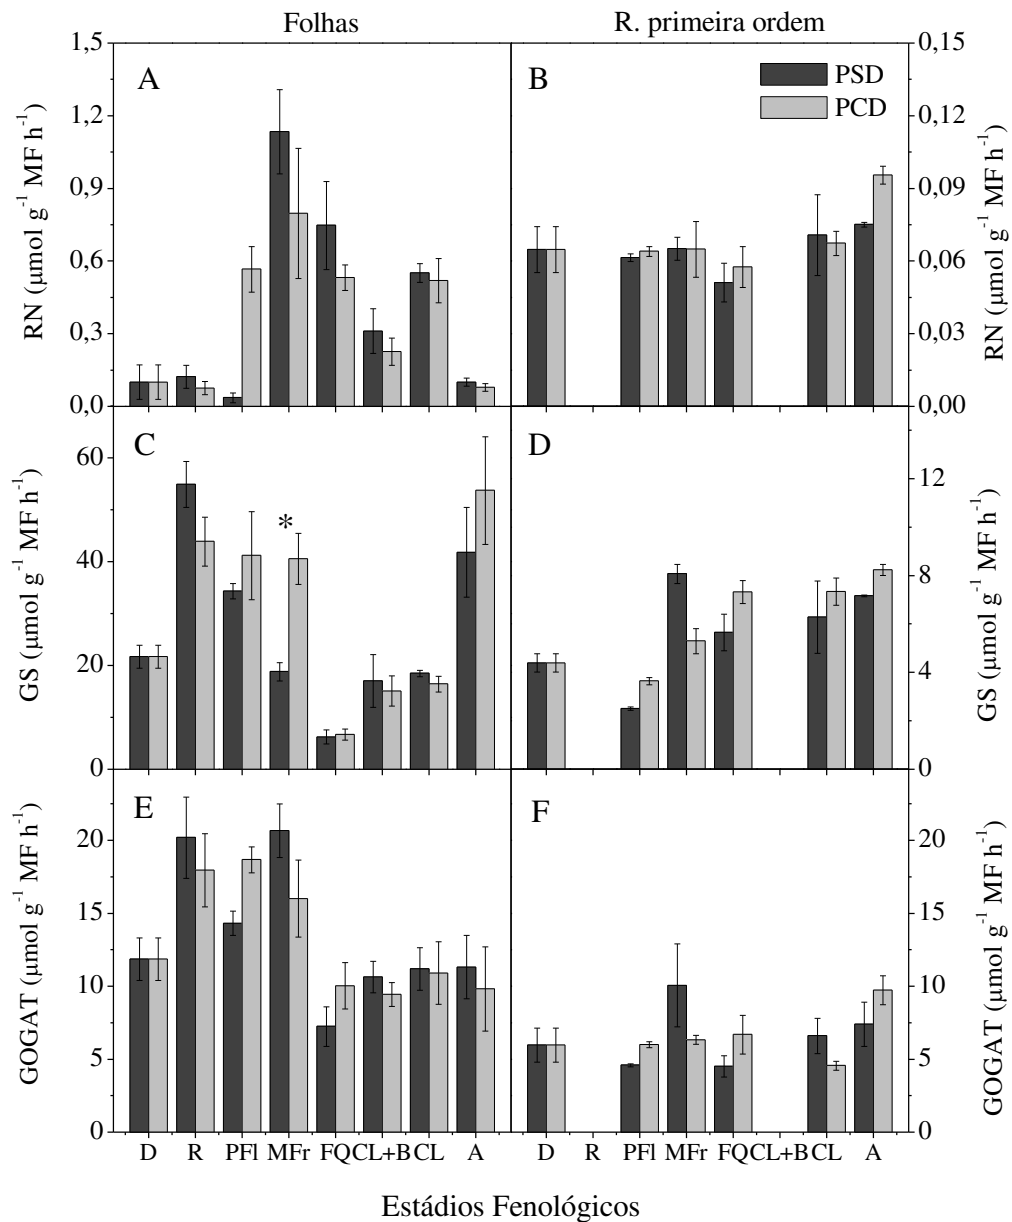 Folhas
R. primeira ordem
A
B
PSD
PCD
RN (μmol g⁻¹ MF h⁻¹)
1,5
1,2
0,9
0,6
0,3
0,0
0,15
0,12
0,09
0,06
0,03
0,00
RN (μmol g⁻¹ MF h⁻¹)
C
D
*
GS (μmol g⁻¹ MF h⁻¹)
60
40
20
0
12
8
4
0
GS (μmol g⁻¹ MF h⁻¹)
E
F
GOGAT (μmol g⁻¹ MF h⁻¹)
20
15
10
5
0
20
15
10
5
0
GOGAT (μmol g⁻¹ MF h⁻¹)
D R PFl MFr FQ CL+B CL A
D R PFl MFr FQ CL+B CL A
Estádios Fenológicos